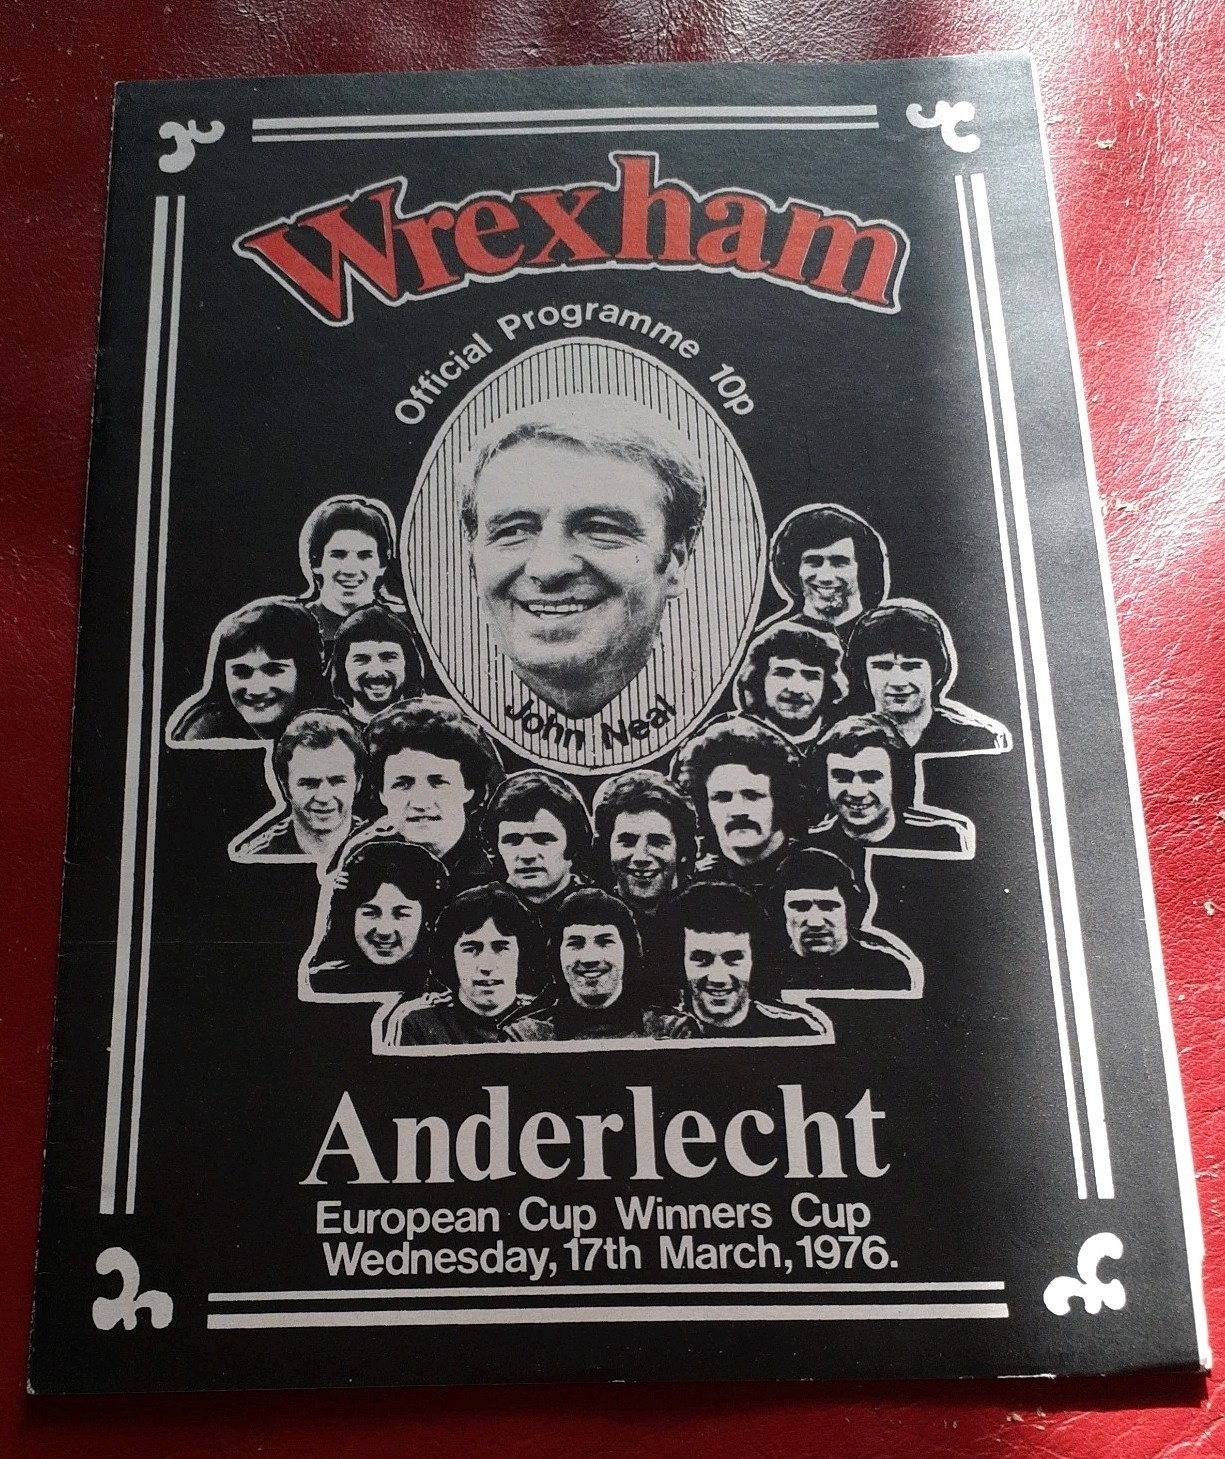 Wrexham
Official Programme 10p
John Neal
Anderlecht
European Cup Winners Cup
Wednesday, 17th March, 1976.